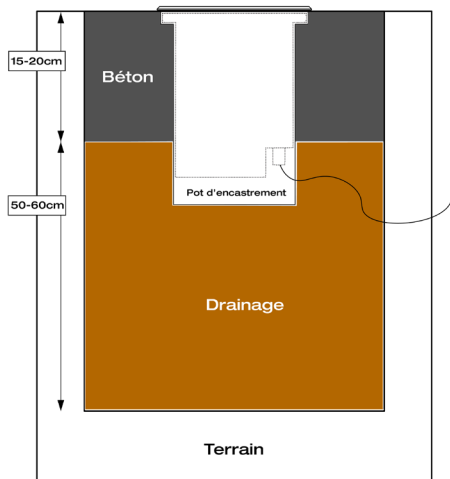 15-20cm
Béton
Pot d'encastrement
50-60cm
Drainage
Terrain